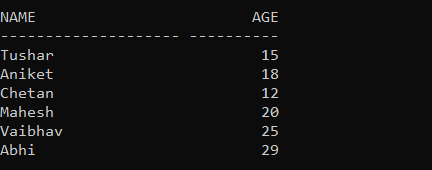 NAME                        AGE
-------------------- ----------
Tushar                       15
Aniket                       18
Chetan                       12
Mahesh                       20
Vaibhav                      25
Abhi                         29